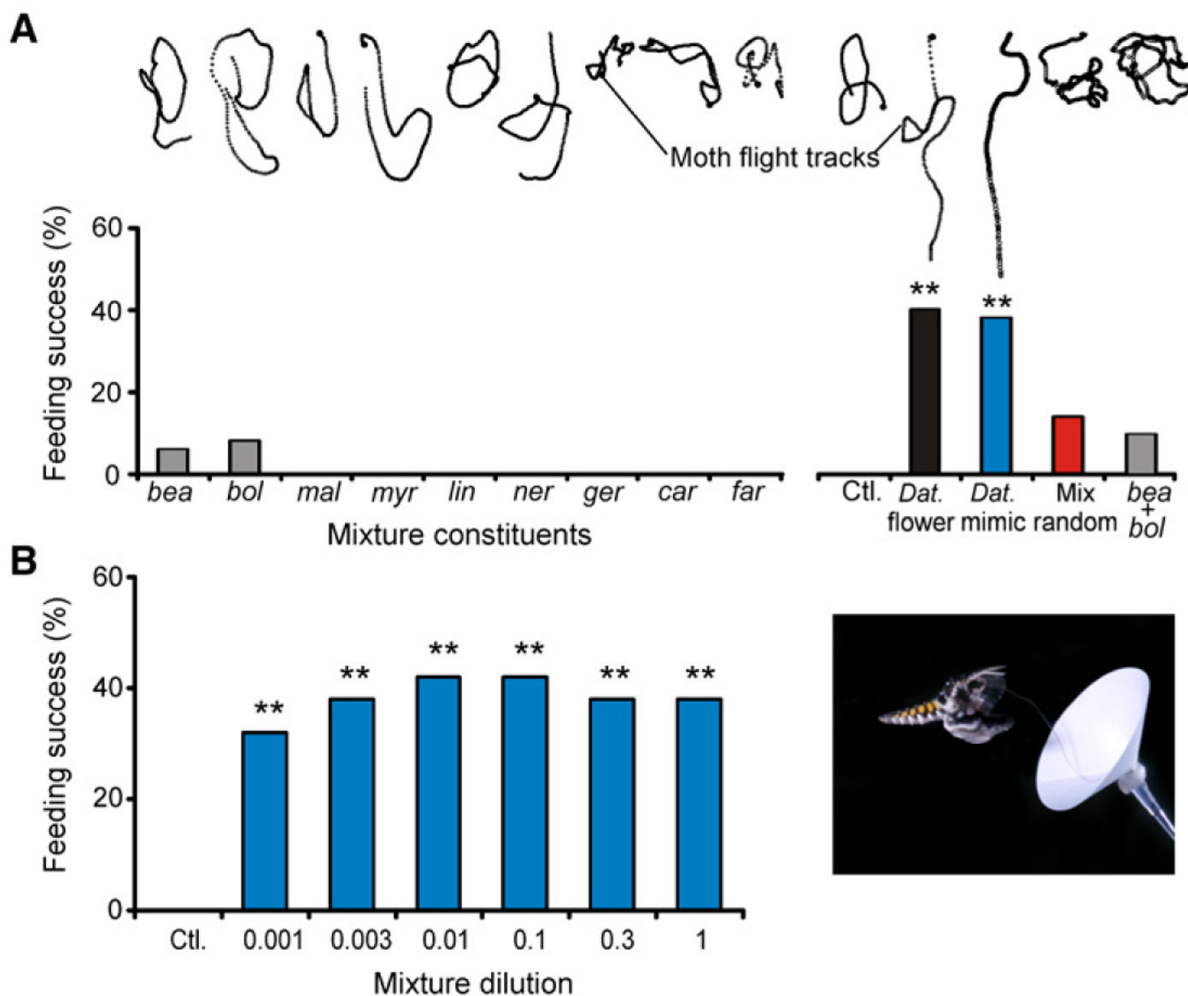 A
Moth flight tracks
Feeding success (%)
60
40
20
0
** **
bea bol mal myr lin ner ger car far
Mixture constituents
Ctl. Dat. Dat. Mix bea
flower mimic random +
bol
B
Feeding success (%)
60
40
20
0
** ** ** ** ** **
Ctl. 0.001 0.003 0.01 0.1 0.3 1
Mixture dilution